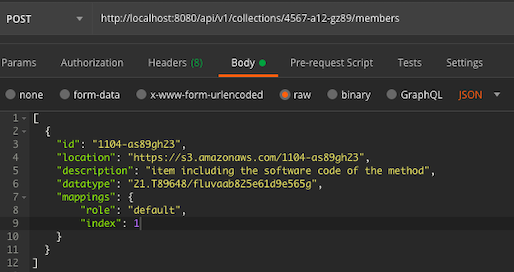 POST http://localhost:8080/api/v1/collections/4567-a12-gz89/members
Params Authorization Headers (8) Body Pre-request Script Tests Settings
none form-data x-www-form-urlencoded raw binary GraphQL JSON
1 [
2 {
3 "id": "1104-as89gh23",
4 "location": "https://s3.amazonaws.com/1104-as89gh23",
5 "description": "item including the software code of the method",
6 "datatype": "21.T89648/fluvaab825e61d9e565g",
7 "mappings": {
8 "role": "default",
9 "index": 1
10 }
11 }
12 ]